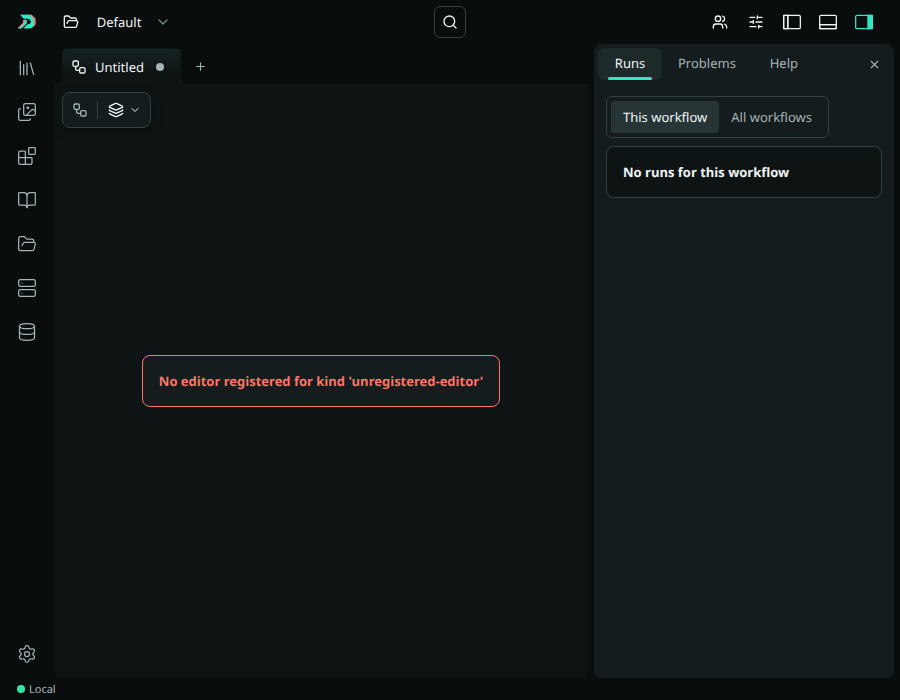 Default
Untitled
Runs
Problems
Help
This workflow
All workflows
No runs for this workflow
No editor registered for kind 'unregistered-editor'
Local